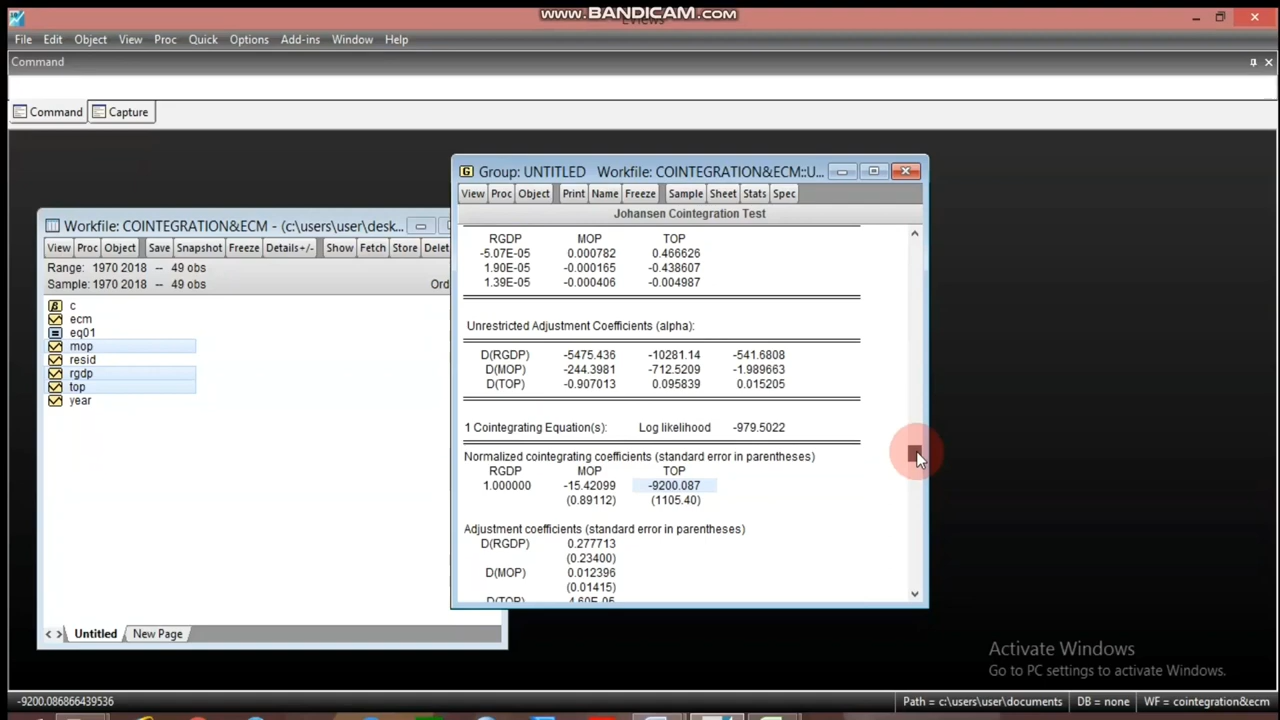 www.BANDICAM.com
EViews
File Edit Object View Proc Quick Options Add-ins Window Help
Command
Command Capture
Group: UNTITLED Workfile: COINTEGRATION&ECM::U...
View Proc Object Print Name Freeze Sample Sheet Stats Spec
Johansen Cointegration Test
RGDP MOP TOP
-5.07E-05 0.000782 0.466626
1.90E-05 -0.000165 -0.438607
1.39E-05 -0.000406 -0.004987
Unrestricted Adjustment Coefficients (alpha):
D(RGDP) -5475.436 -10281.14 -541.6808
D(MOP) -244.3981 -712.5209 -1.989663
D(TOP) -0.907013 0.095839 0.015205
1 Cointegrating Equation(s): Log likelihood -979.5022
Normalized cointegrating coefficients (standard error in parentheses)
RGDP MOP TOP
1.000000 -15.42099 -9200.087
(0.89112) (1105.40)
Adjustment coefficients (standard error in parentheses)
D(RGDP) 0.277713
(0.23400)
D(MOP) 0.012396
(0.01415)
D(TOP) 4.60E-05
Workfile: COINTEGRATION&ECM - (c:\users\user\desk...
View Proc Object Save Snapshot Freeze Details+/- Show Fetch Store Delet
Range: 1970 2018 -- 49 obs
Sample: 1970 2018 -- 49 obs Ord
c
ecm
eq01
mop
resid
rgdp
top
year
Untitled New Page
Activate Windows
Go to PC settings to activate Windows.
-9200.086866439536 Path = c:\users\user\documents DB = none WF = cointegration&ecm